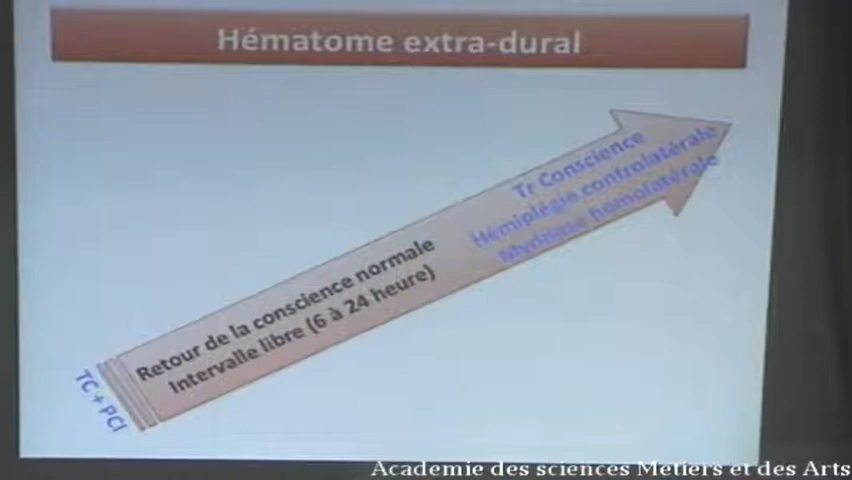 Hématome extra-dural
Tr Conscience
Hémiplégie controlatérale
Mydriase homolatérale
Retour de la conscience normale
Intervalle libre (6 à 24 heure)
TC + PCI
Academie des sciences Metiers et des Arts